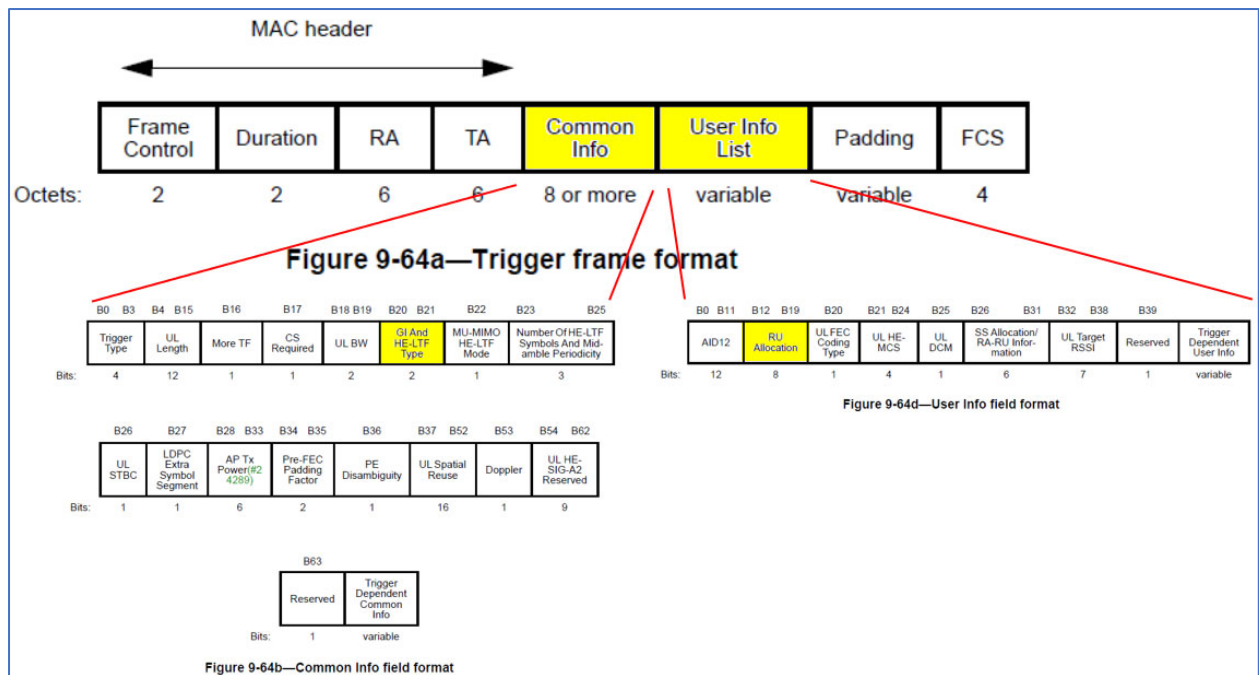 MAC header
Frame Control Duration RA TA Common Info User Info List Padding FCS
Octets: 2 2 6 6 8 or more variable variable 4
Figure 9-64a—Trigger frame format
B0 B3 B4 B15 B16 B17 B18 B19 B20 B21 B22 B23 B25
Trigger Type UL Length More TF CS Required UL BW GI And HE-LTF Type MU-MIMO HE-LTF Mode Number Of HE-LTF Symbols And Mid-amble Periodicity
Bits: 4 12 1 1 2 2 1 3
B0 B11 B12 B19 B20 B21 B24 B25 B26 B31 B32 B38 B39
AID12 RU Allocation UL FEC Coding Type UL HE-MCS UL DCM SS Allocation/RA-RU Infor-mation UL Target RSSI Reserved Trigger Dependent User Info
Bits: 12 8 1 4 1 6 7 1 variable
Figure 9-64d—User Info field format
B26 B27 B28 B33 B34 B35 B36 B37 B52 B53 B54 B62
UL STBC LDPC Extra Symbol Segment AP Tx Power(#24289) Pre-FEC Padding Factor PE Disambiguity UL Spatial Reuse Doppler UL HE-SIG-A2 Reserved
Bits: 1 1 6 2 1 16 1 9
B63
Reserved Trigger Dependent Common Info
Bits: 1 variable
Figure 9-64b—Common Info field format